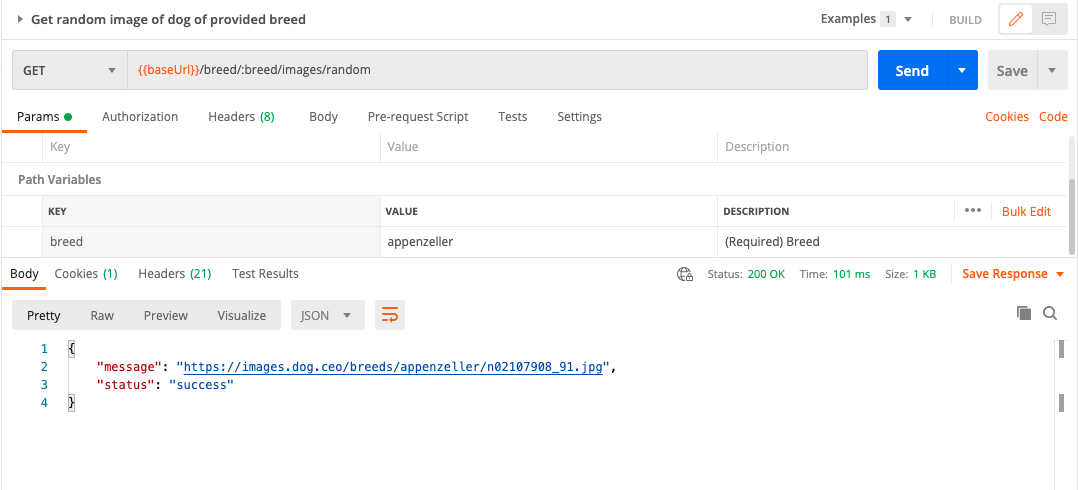 Get random image of dog of provided breed
Examples 1
BUILD
GET
{{baseUrl}}/breed/:breed/images/random
Send
Save
Params
Authorization
Headers (8)
Body
Pre-request Script
Tests
Settings
Cookies
Code
Key
Value
Description
Path Variables
KEY
VALUE
DESCRIPTION
Bulk Edit
breed
appenzeller
(Required) Breed
Body
Cookies (1)
Headers (21)
Test Results
Status: 200 OK
Time: 101 ms
Size: 1 KB
Save Response
Pretty
Raw
Preview
Visualize
JSON
1 {
2 "message": "https://images.dog.ceo/breeds/appenzeller/n02107908_91.jpg",
3 "status": "success"
4 }